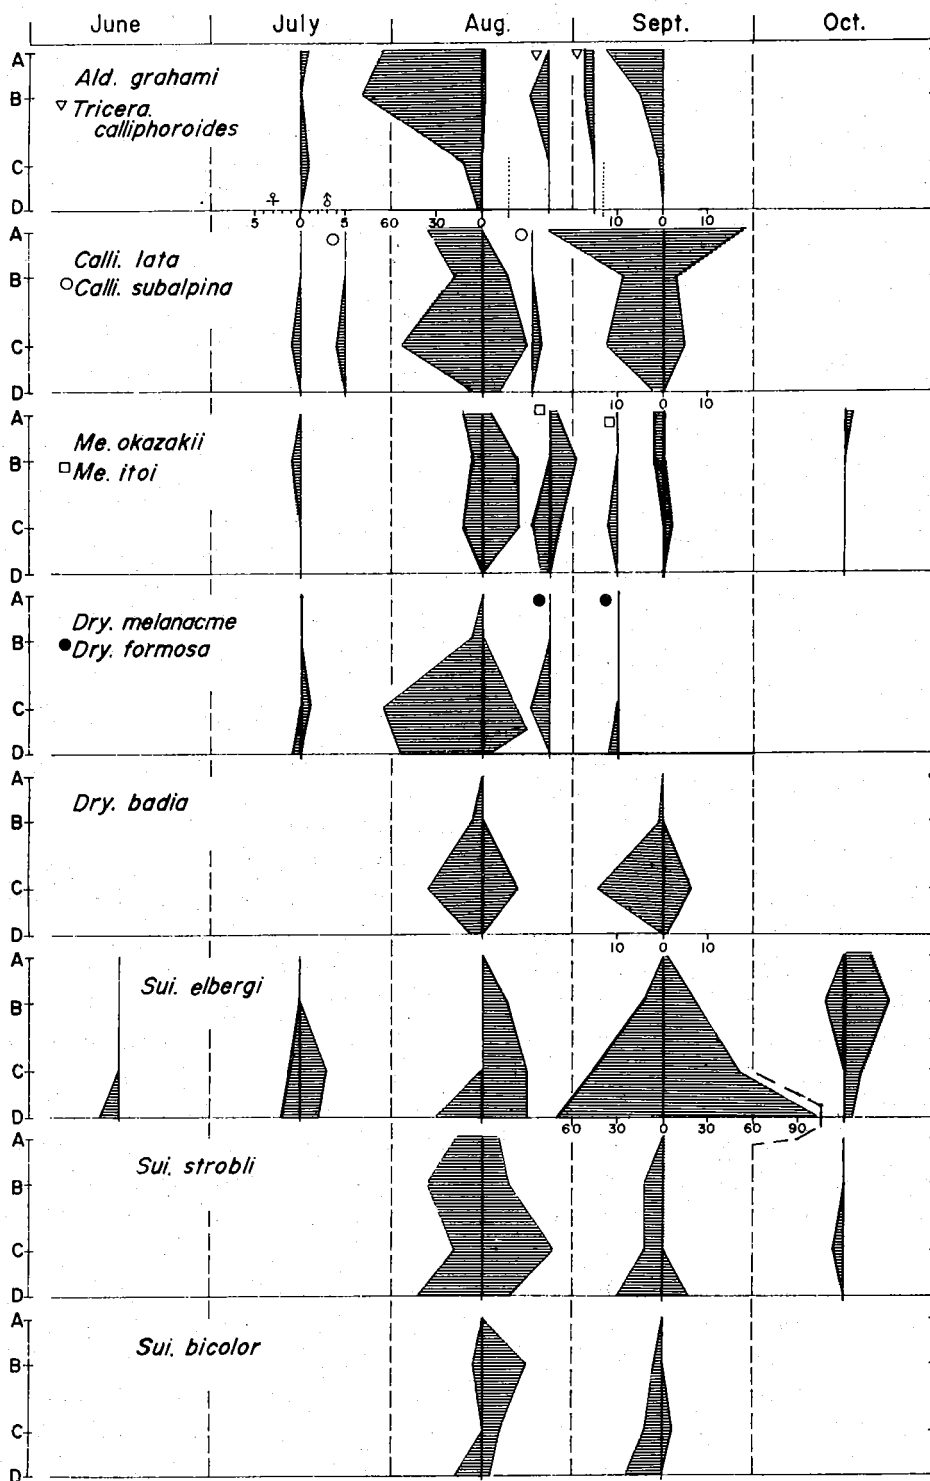 June July Aug. Sept. Oct.
A
Ald. grahami
B
▽ Tricera.
calliphoroides
C
♀ ♂
D
5 0 5 60 30 0 10 0 10
A
Calli. lata
B
○ Calli. subalpina
C
D
10 0 10
A
Me. okazakii
B
□ Me. itoi
C
D
A
Dry. melanacme
B
● Dry. formosa
C
D
A
Dry. badia
B
C
D
10 0 10
A
Sui. elbergi
B
C
D
60 30 0 30 60 90
A
Sui. strobli
B
C
D
A
Sui. bicolor
B
C
D